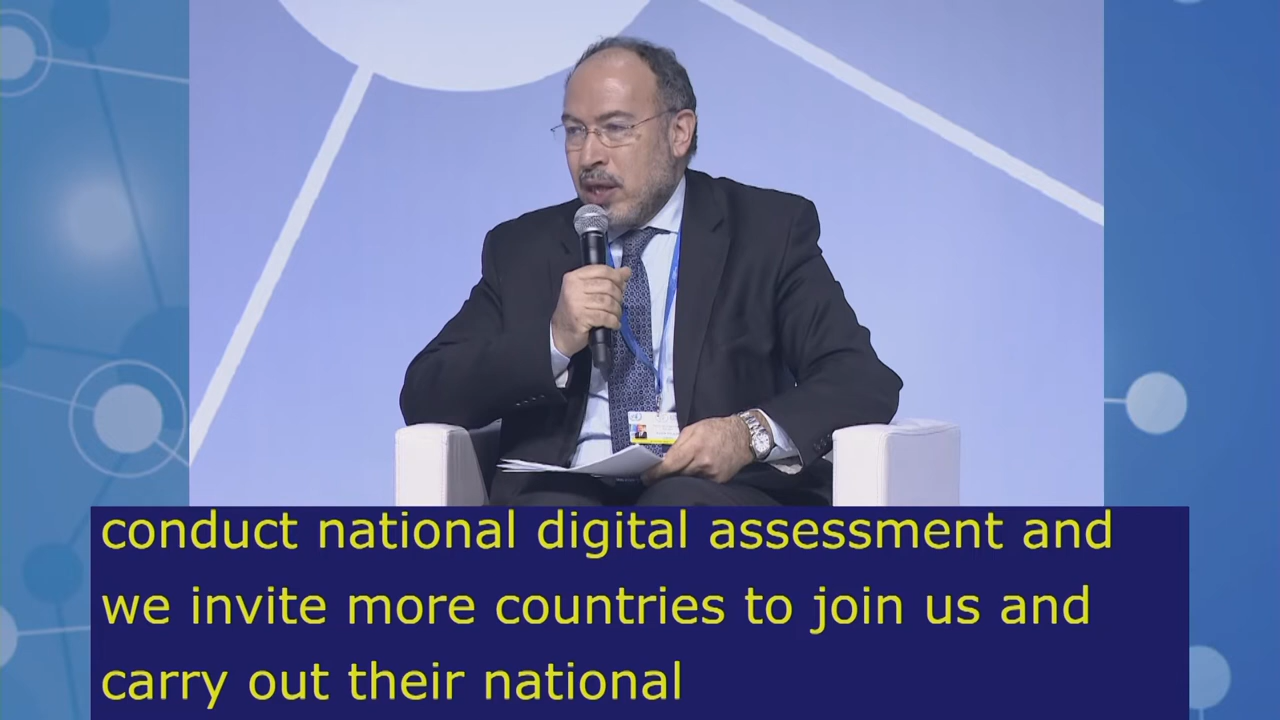 conduct national digital assessment and
we invite more countries to join us and
carry out their national